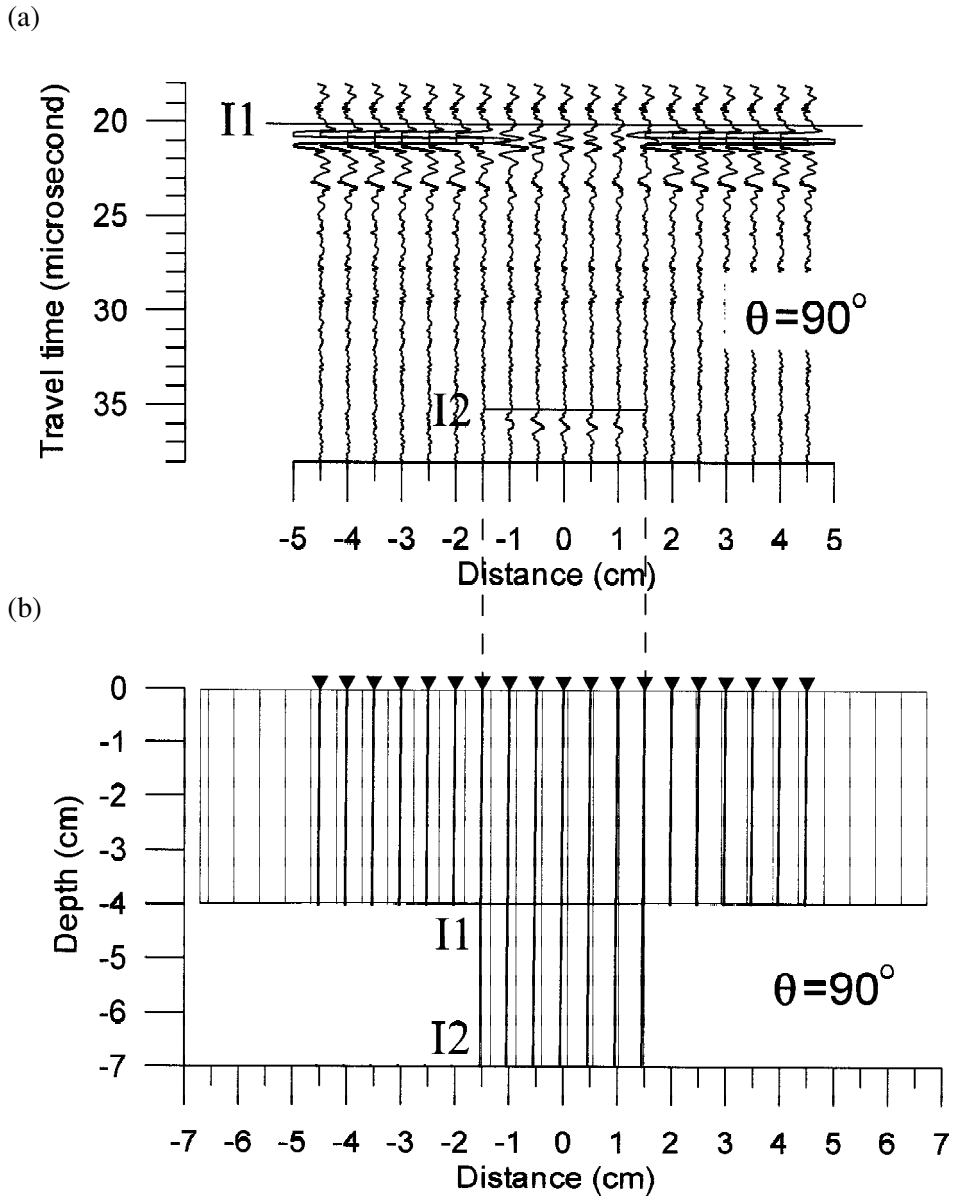 (a)
Travel time (microsecond)
20
25
30
35
I1
I2
θ=90°
-5 -4 -3 -2 -1 0 1 2 3 4 5
Distance (cm)
(b)
Depth (cm)
0
-1
-2
-3
-4
-5
-6
-7
I1
I2
θ=90°
-7 -6 -5 -4 -3 -2 -1 0 1 2 3 4 5 6 7
Distance (cm)